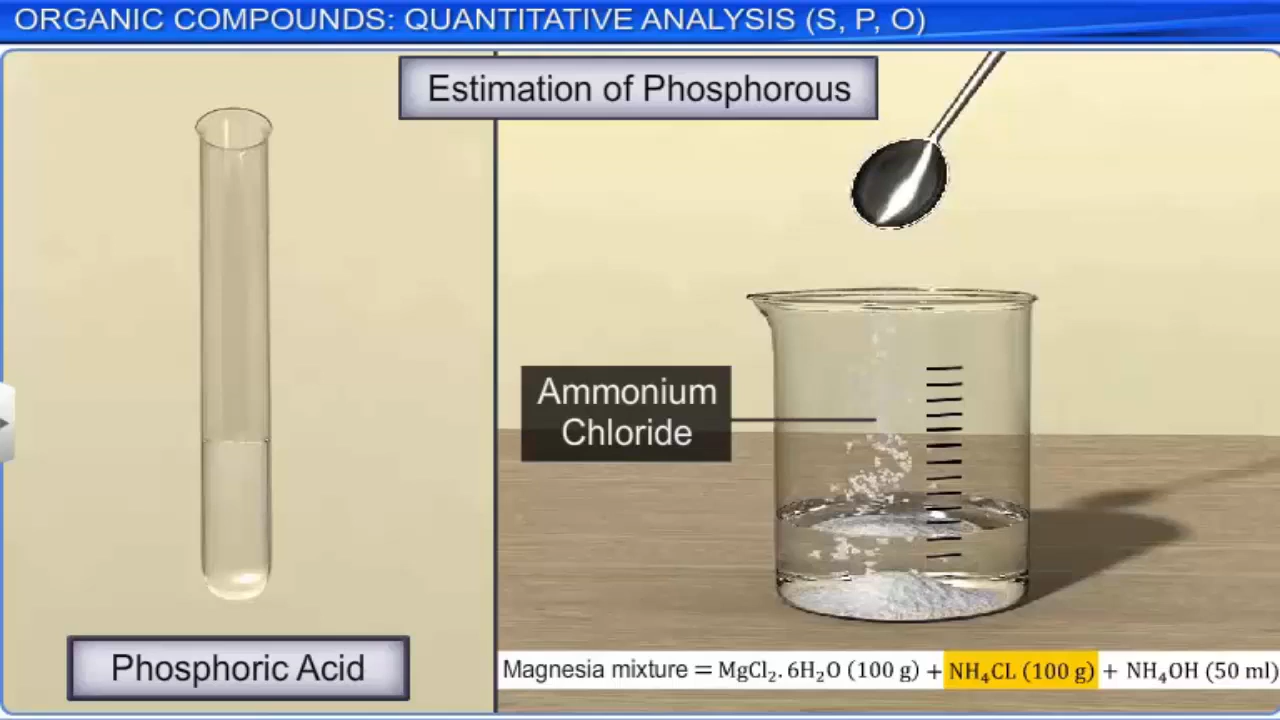 ORGANIC COMPOUNDS: QUANTITATIVE ANALYSIS (S, P, O)
Estimation of Phosphorous
Ammonium
Chloride
Phosphoric Acid
Magnesia mixture = MgCl₂. 6H₂O (100 g) + NH₄CL (100 g) + NH₄OH (50 ml)